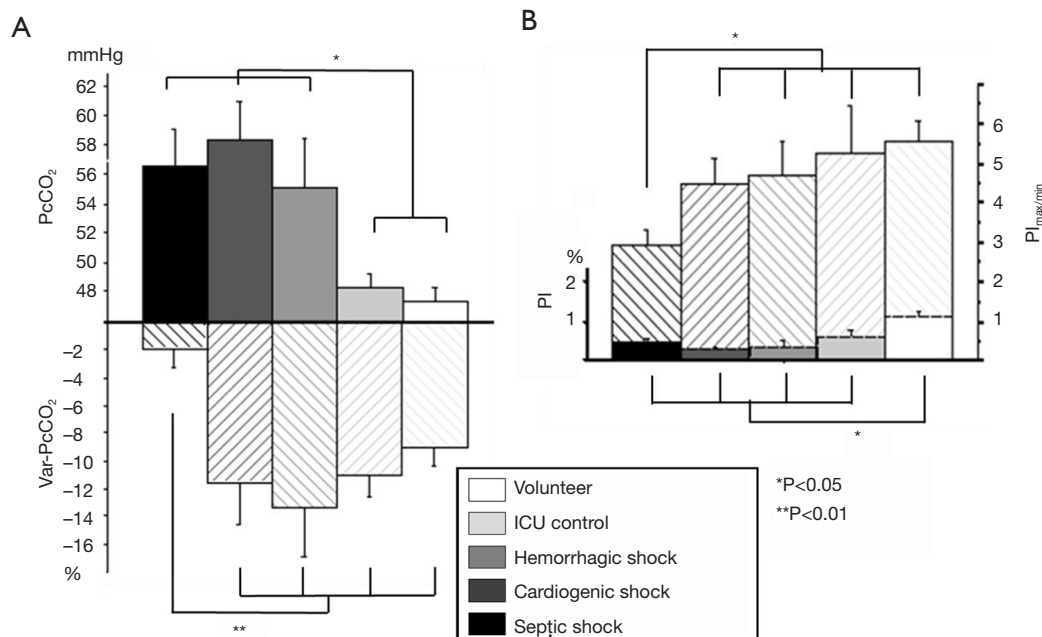 A
mmHg
*
62
60
58
56
54
52
50
48
PcCO₂
−2
−4
−6
−8
−10
−12
−14
−16
%
Var-PcCO₂
**
B
*
%
2
1
PI
6
5
4
3
2
1
PImax/min
*
Volunteer
ICU control
Hemorrhagic shock
Cardiogenic shock
Septic shock
*P<0.05
**P<0.01